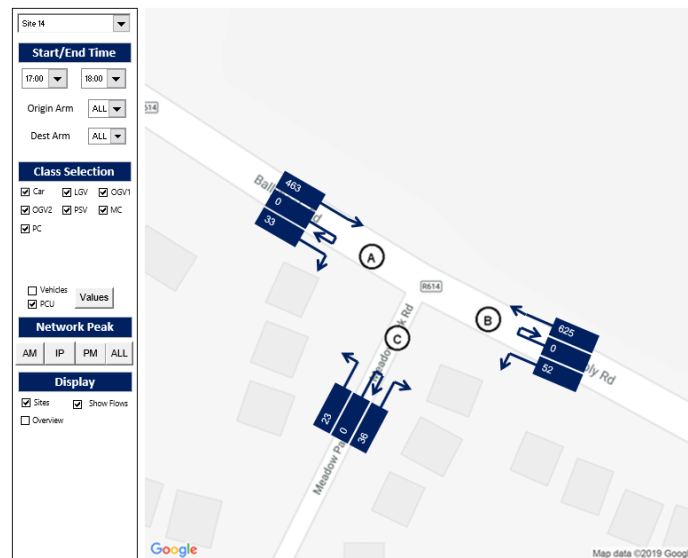 Site 14
Start/End Time
17:00 18:00
Origin Arm ALL
Dest Arm ALL
Class Selection
Car LGV OGV1
OGV2 PSV MC
PC
Vehicles
PCU
Values
Network Peak
AM IP PM ALL
Display
Sites Show Flows
Overview
463
0
33
A
R614
B
625
0
52
C
23
0
36
Google
Map data ©2019 Goog